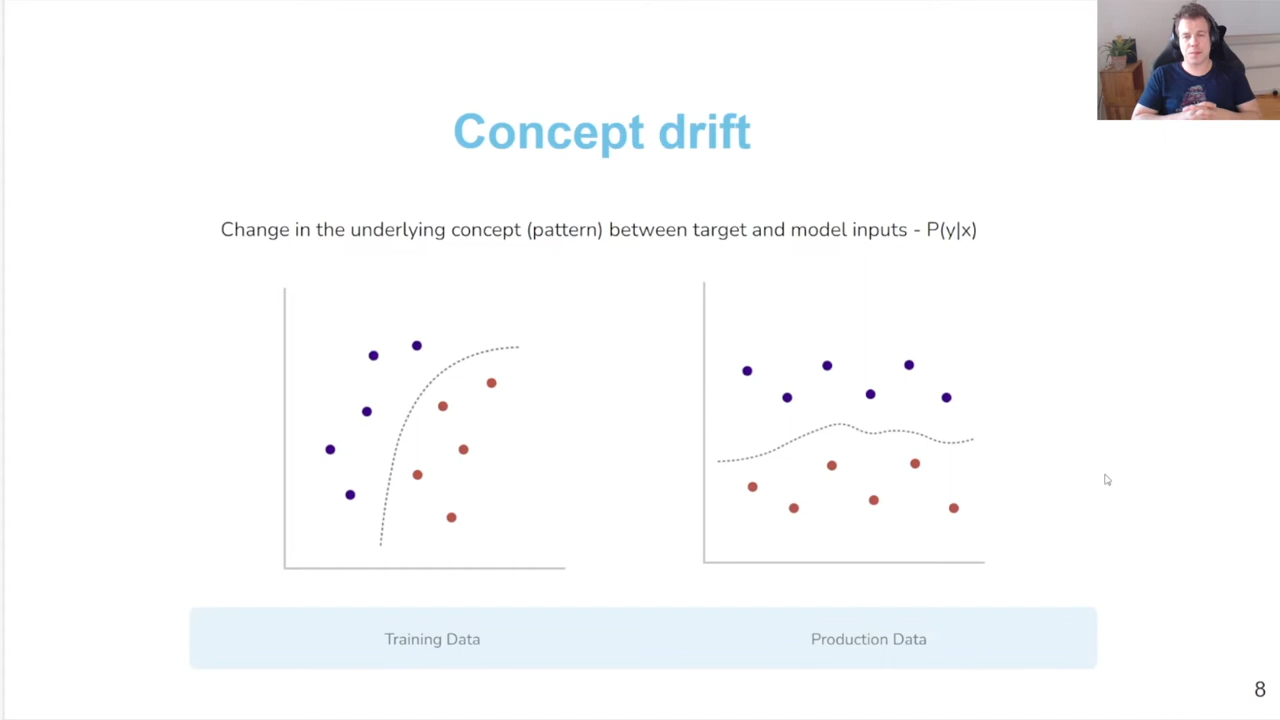 Concept drift
Change in the underlying concept (pattern) between target and model inputs - P(y|x)
Training Data
Production Data
8